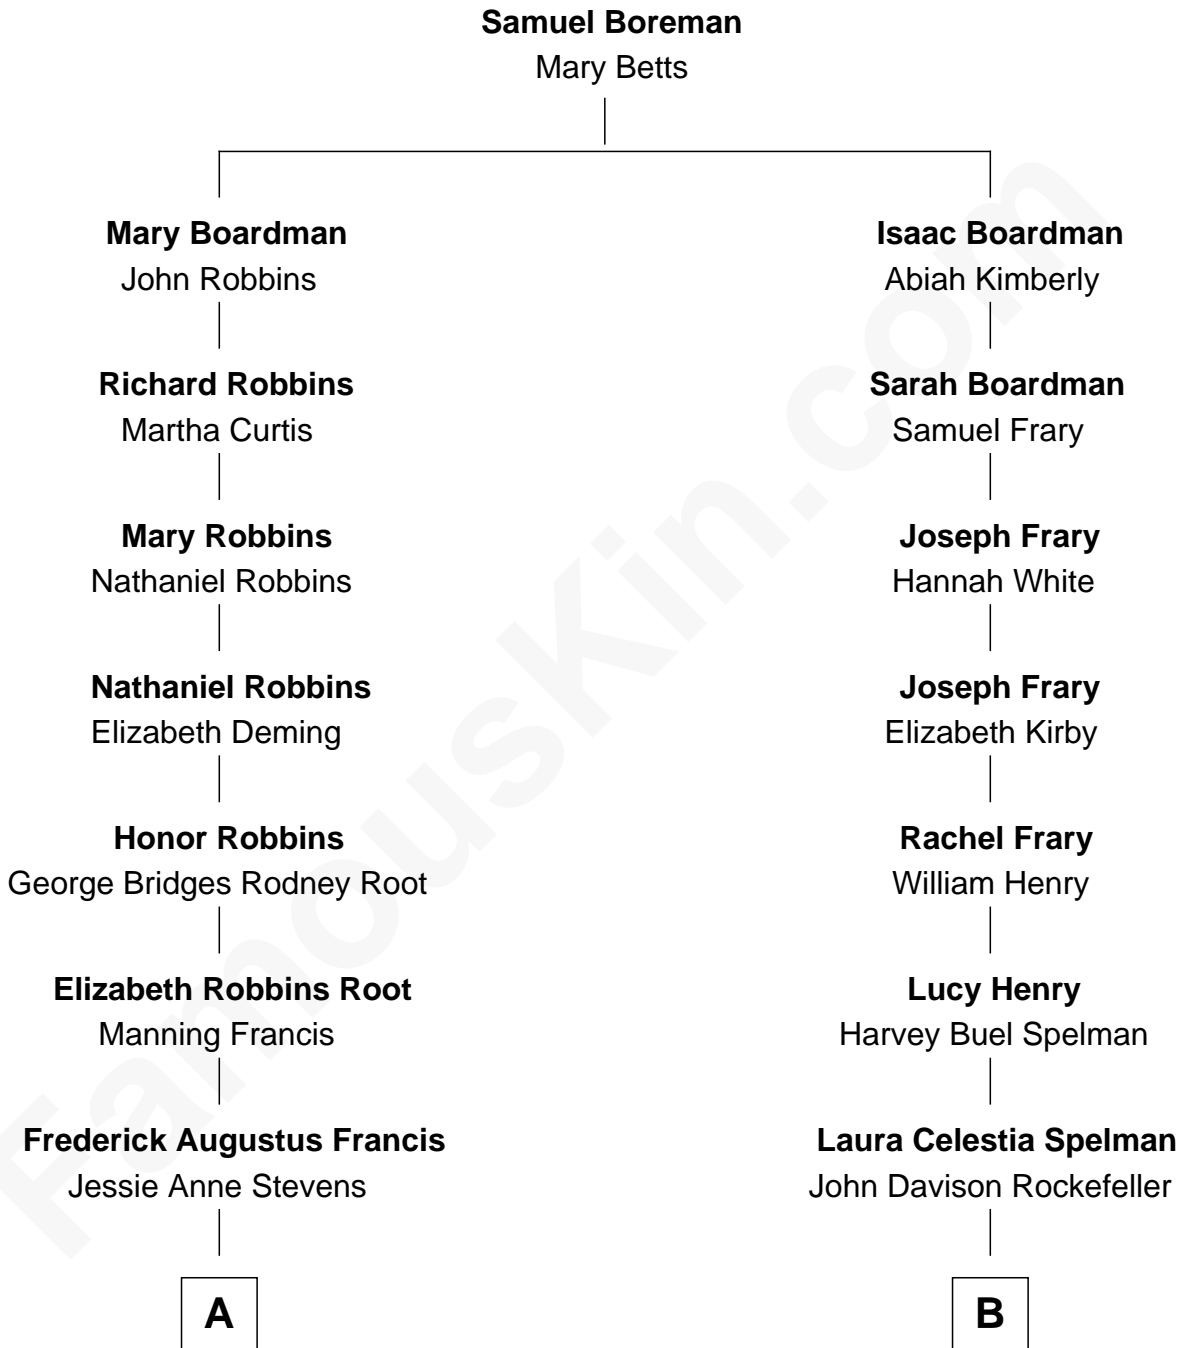 Samuel Boreman
Mary Betts
Mary Boardman
John Robbins
Richard Robbins
Martha Curtis
Mary Robbins
Nathaniel Robbins
Nathaniel Robbins
Elizabeth Deming
Honor Robbins
George Bridges Rodney Root
Elizabeth Robbins Root
Manning Francis
Frederick Augustus Francis
Jessie Anne Stevens
A
Isaac Boardman
Abiah Kimberly
Sarah Boardman
Samuel Frary
Joseph Frary
Hannah White
Joseph Frary
Elizabeth Kirby
Rachel Frary
William Henry
Lucy Henry
Harvey Buel Spelman
Laura Celestia Spelman
John Davison Rockefeller
B
FamousKin.com